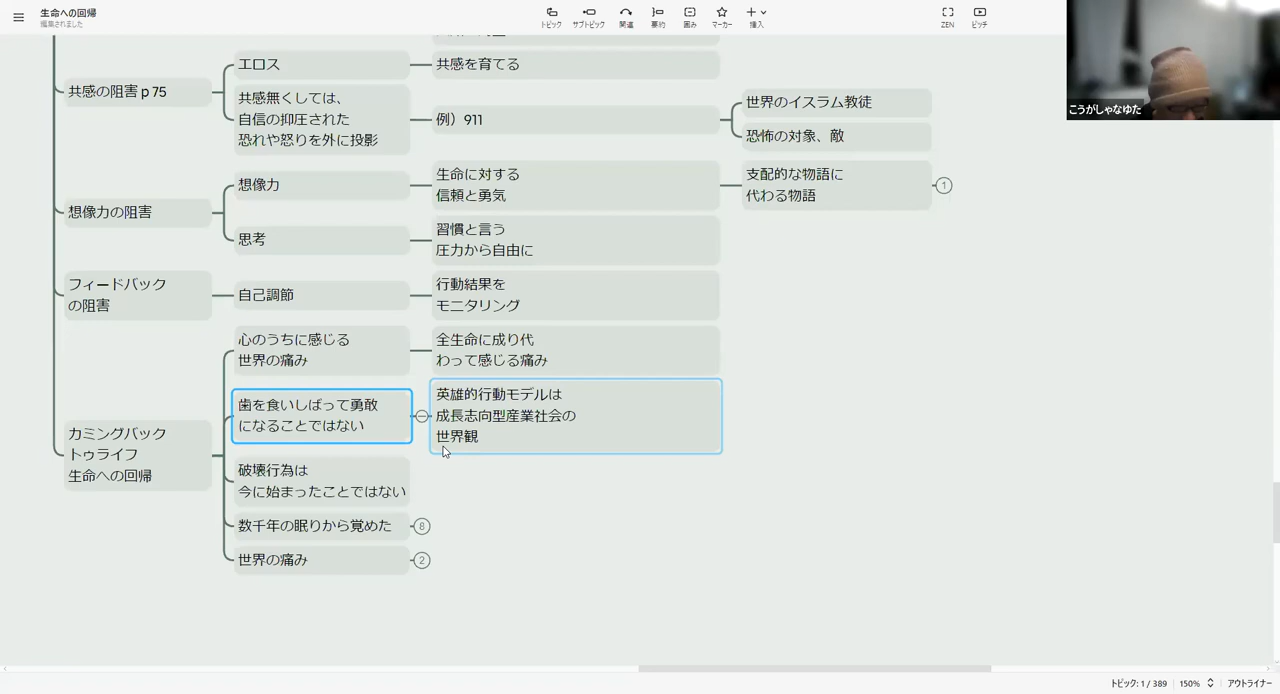 生命への回帰
編集されました
トピック
サブトピック
関連
要約
囲み
マーカー
挿入
ZEN
ピッチ
こうがしゃなゆた
共感の阻害ｐ75
エロス
共感を育てる
共感無くしては、
自信の抑圧された
恐れや怒りを外に投影
例）911
世界のイスラム教徒
恐怖の対象、敵
想像力の阻害
想像力
生命に対する
信頼と勇気
支配的な物語に
代わる物語
1
思考
習慣と言う
圧力から自由に
フィードバック
の阻害
自己調節
行動結果を
モニタリング
カミングバック
トゥライフ
生命への回帰
心のうちに感じる
世界の痛み
全生命に成り代
わって感じる痛み
歯を食いしばって勇敢
になることではない
英雄的行動モデルは
成長志向型産業社会の
世界観
破壊行為は
今に始まったことではない
数千年の眠りから覚めた
8
世界の痛み
2
トピック: 1 / 389
150%
アウトライナー